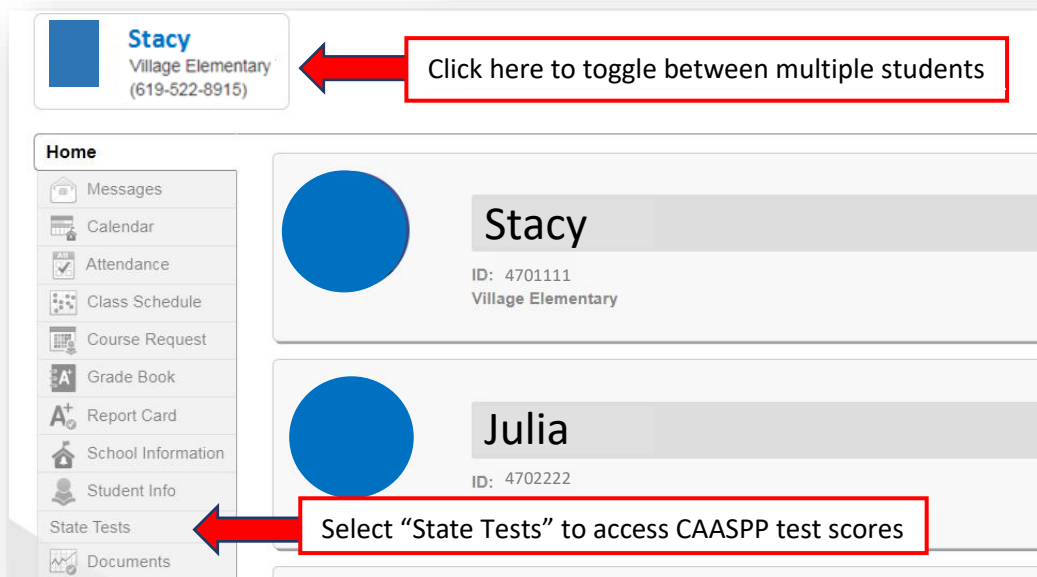 Stacy
Village Elementary
(619-522-8915)
Click here to toggle between multiple students
Home
Messages
Calendar
Attendance
Class Schedule
Course Request
Grade Book
Report Card
School Information
Student Info
State Tests
Documents
Stacy
ID: 4701111
Village Elementary
Julia
ID: 4702222
Select “State Tests” to access CAASPP test scores